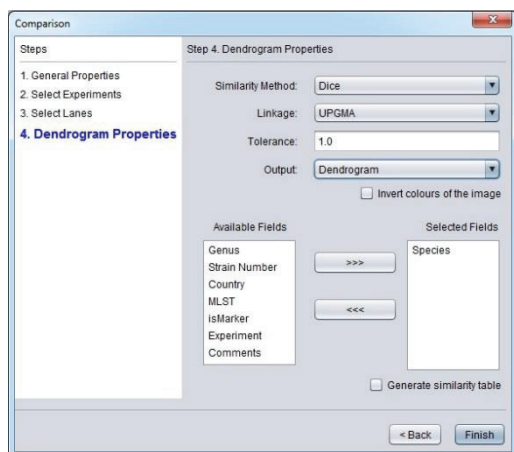 Comparison
Steps
1. General Properties
2. Select Experiments
3. Select Lanes
4. Dendrogram Properties
Step 4. Dendrogram Properties
Similarity Method: Dice
Linkage: UPGMA
Tolerance: 1.0
Output: Dendrogram
Invert colours of the image
Available Fields
Genus
Strain Number
Country
MLST
isMarker
Experiment
Comments
>>>
<<<
Selected Fields
Species
Generate similarity table
< Back Finish